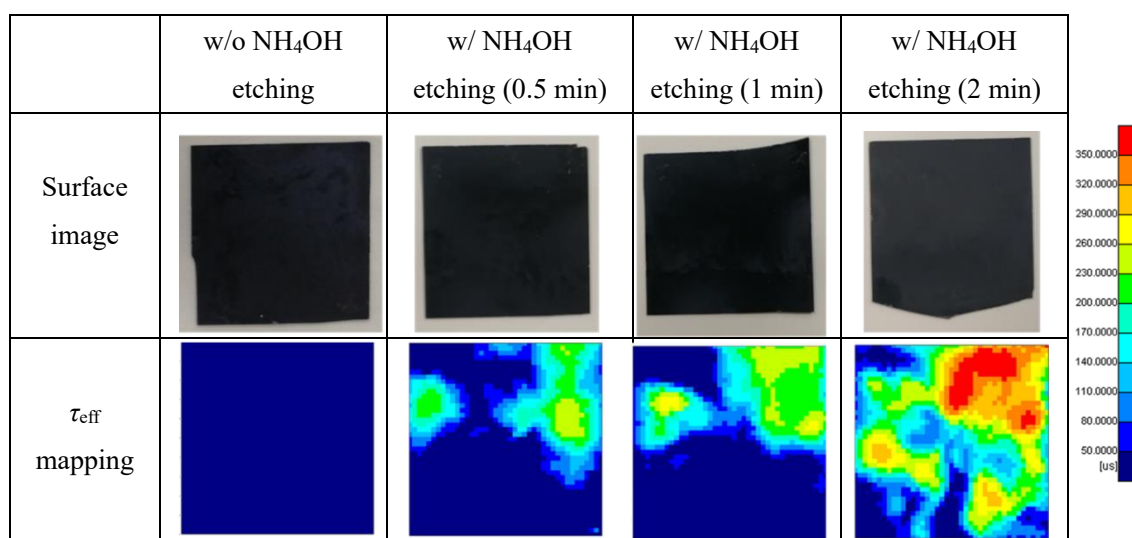 w/o NH₄OH
etching
w/ NH₄OH
etching (0.5 min)
w/ NH₄OH
etching (1 min)
w/ NH₄OH
etching (2 min)
Surface
image
τeff
mapping
350.0000
320.0000
290.0000
260.0000
230.0000
200.0000
170.0000
140.0000
110.0000
80.0000
50.0000
[us]